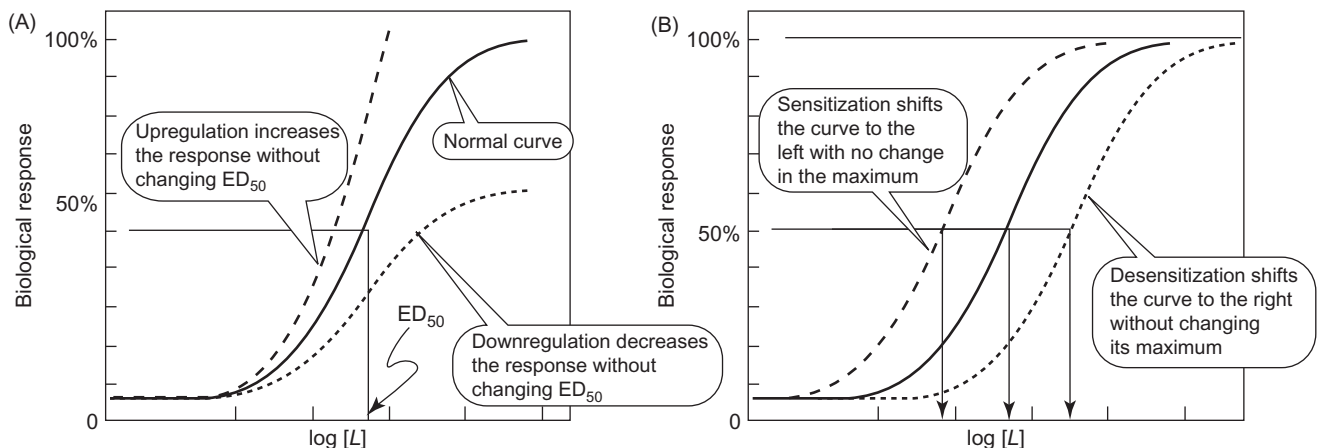 (A)
100%
50%
0
Biological response
Upregulation increases
the response without
changing ED50
Normal curve
ED50
Downregulation decreases
the response without
changing ED50
log [L]
(B)
100%
50%
0
Biological response
Sensitization shifts
the curve to the
left with no change
in the maximum
Desensitization shifts
the curve to the right
without changing
its maximum
log [L]